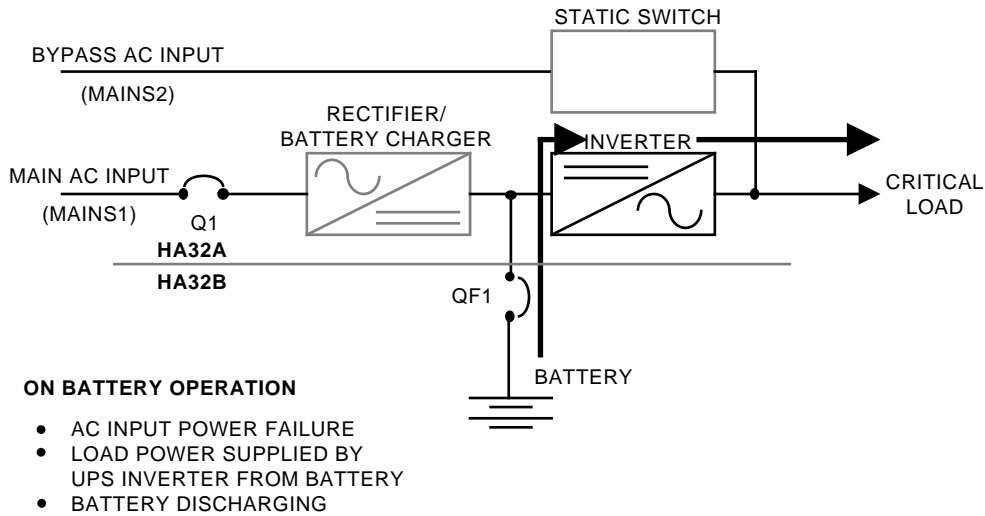 STATIC SWITCH
BYPASS AC INPUT
(MAINS2)
RECTIFIER/
BATTERY CHARGER
INVERTER
MAIN AC INPUT
(MAINS1)
Q1
CRITICAL
LOAD
HA32A
HA32B
QF1
BATTERY
ON BATTERY OPERATION
• AC INPUT POWER FAILURE
• LOAD POWER SUPPLIED BY
UPS INVERTER FROM BATTERY
• BATTERY DISCHARGING